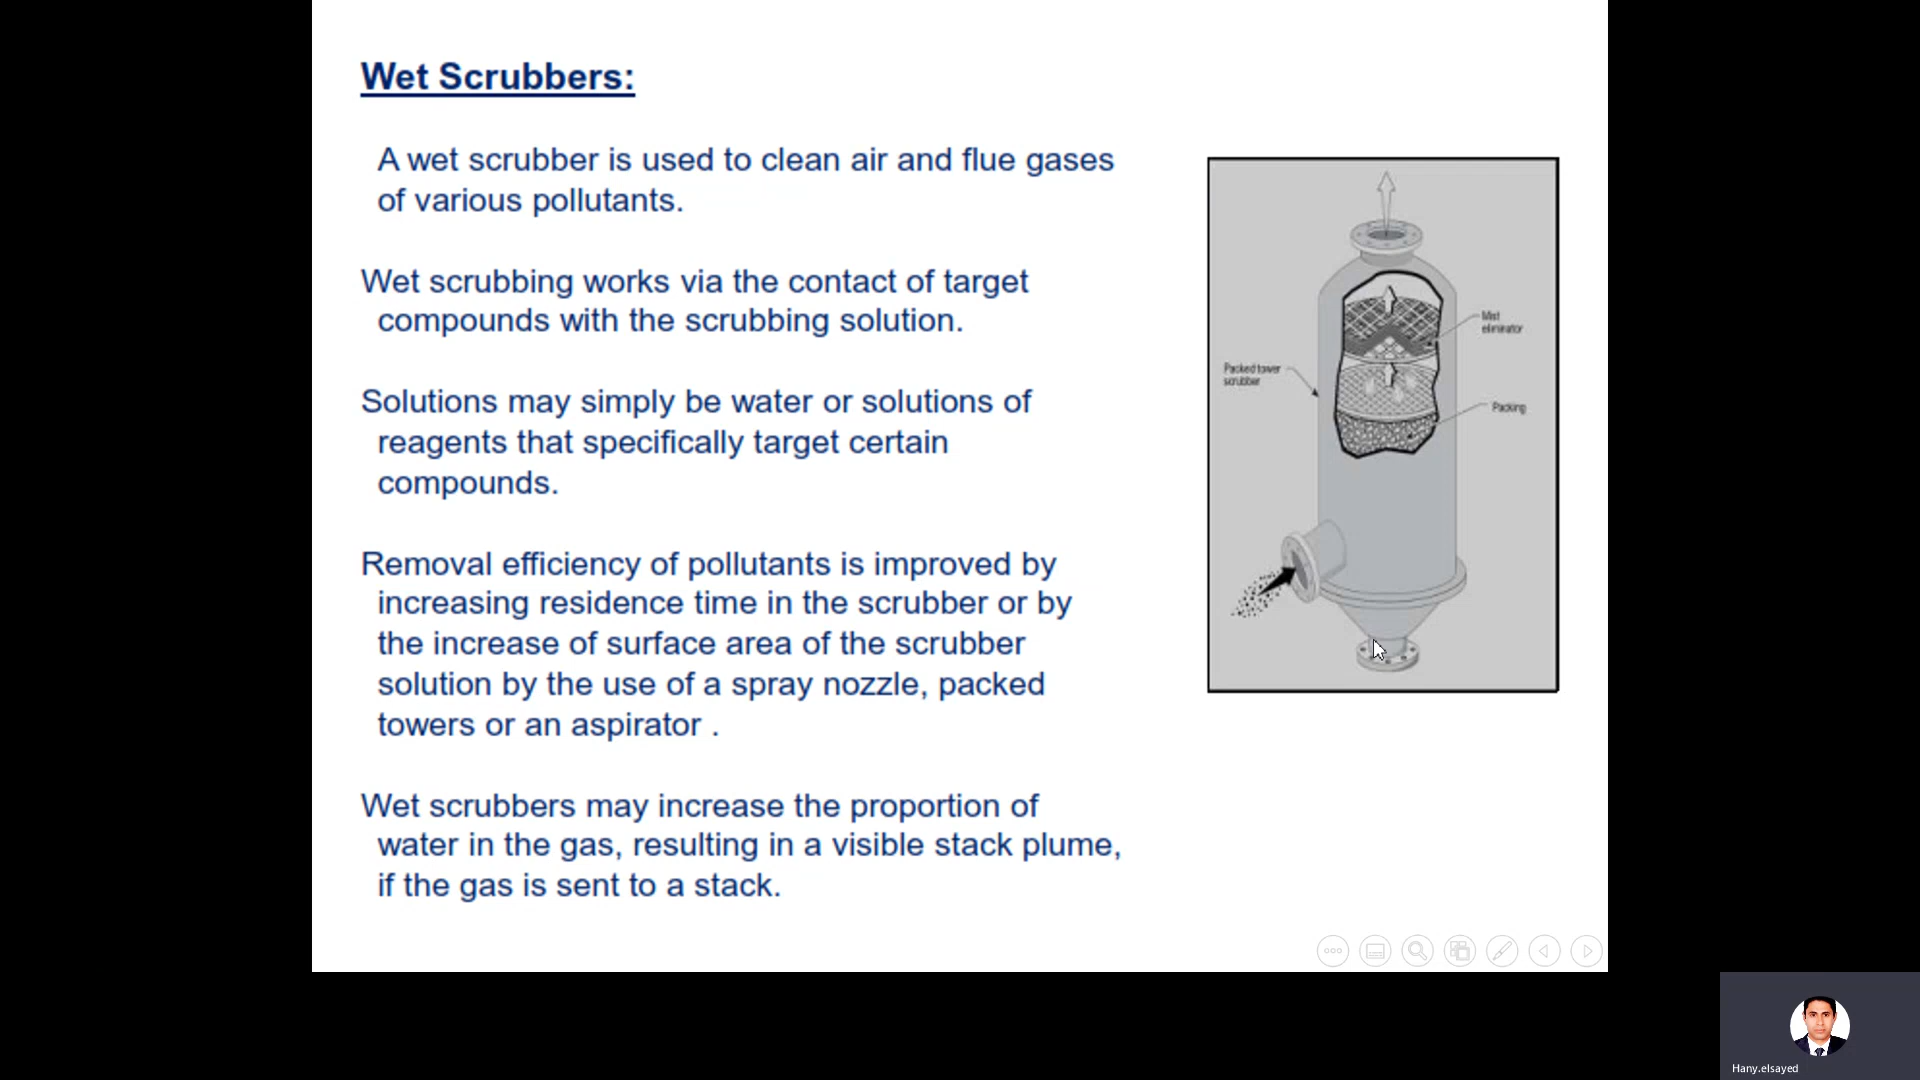 Wet Scrubbers:
A wet scrubber is used to clean air and flue gases
of various pollutants.
Wet scrubbing works via the contact of target
compounds with the scrubbing solution.
Solutions may simply be water or solutions of
reagents that specifically target certain
compounds.
Removal efficiency of pollutants is improved by
increasing residence time in the scrubber or by
the increase of surface area of the scrubber
solution by the use of a spray nozzle, packed
towers or an aspirator .
Wet scrubbers may increase the proportion of
water in the gas, resulting in a visible stack plume,
if the gas is sent to a stack.
Mist
eliminator
Packed tower
scrubber
Packing
Hany.elsayed